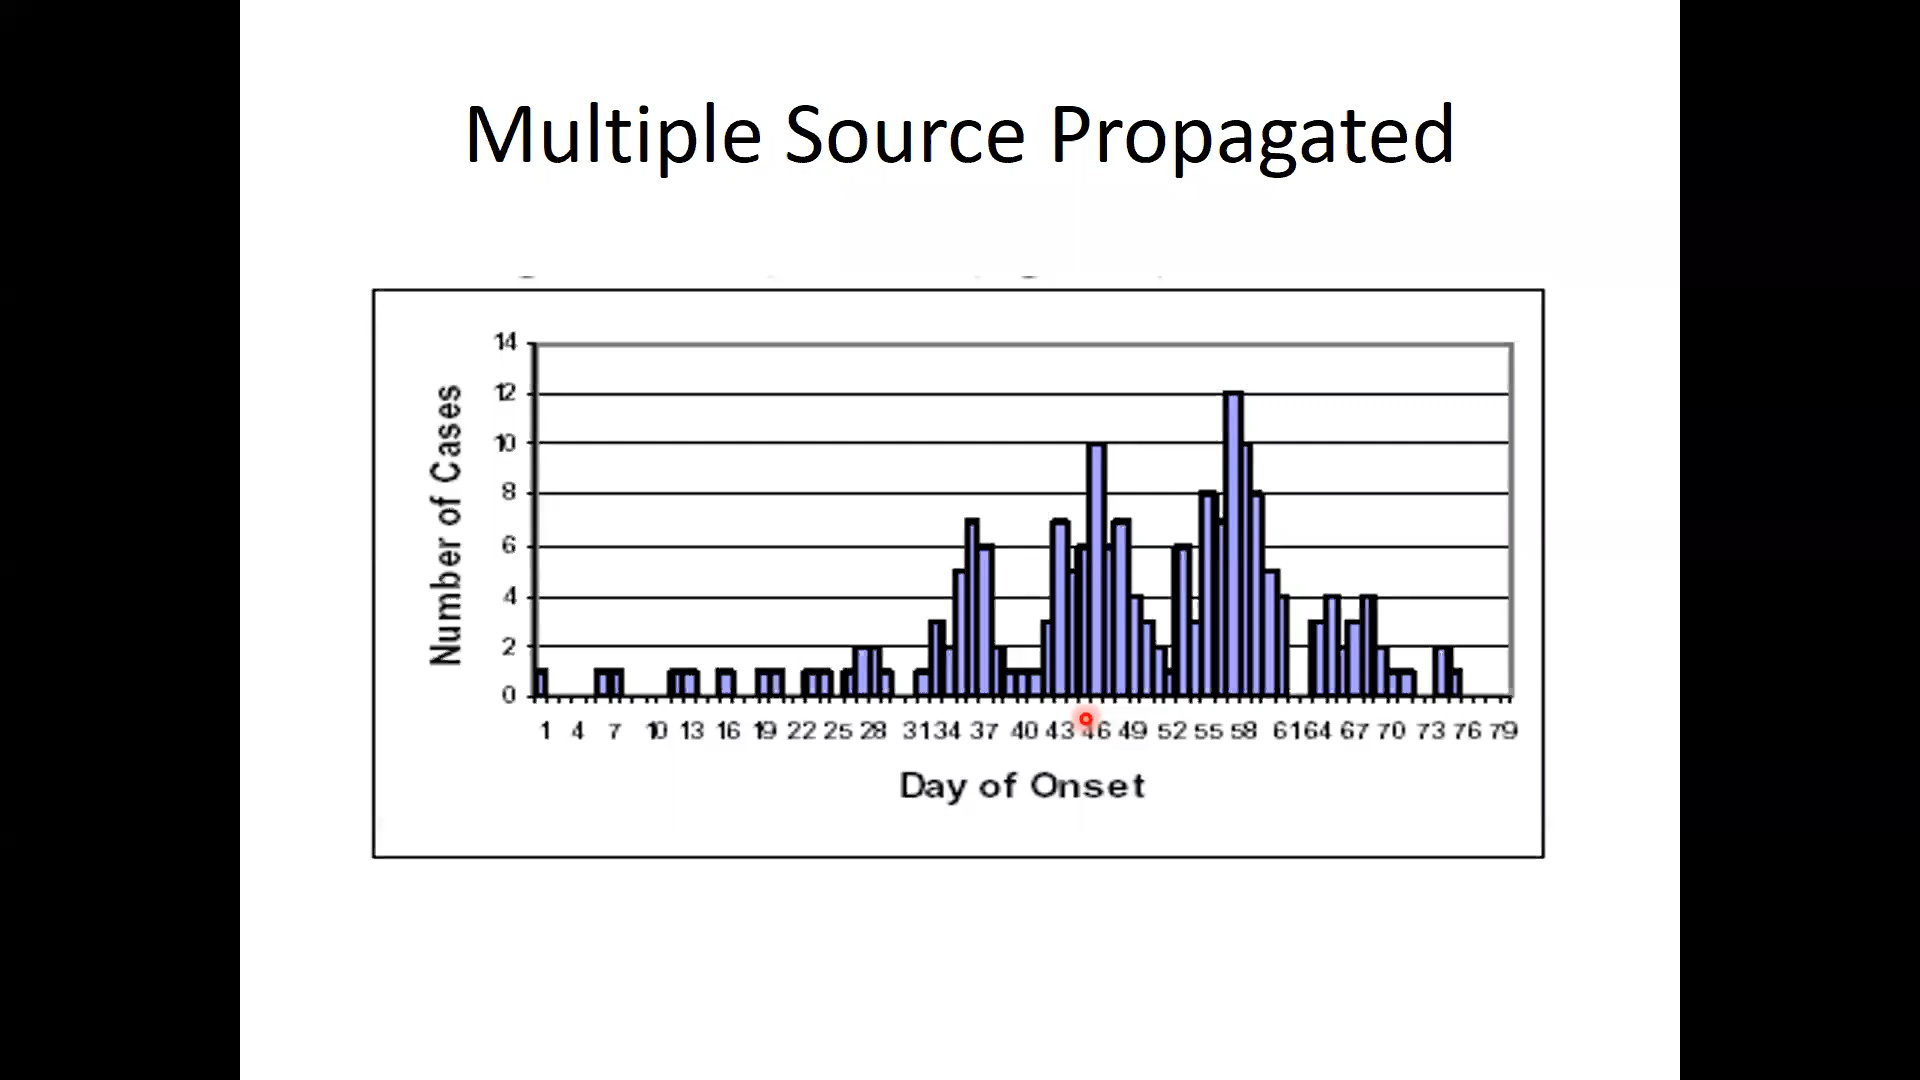 Multiple Source Propagated
14
12
10
8
6
4
2
0
Number of Cases
1 4 7 10 13 16 19 22 25 28 31 34 37 40 43 46 49 52 55 58 61 64 67 70 73 76 79
Day of Onset